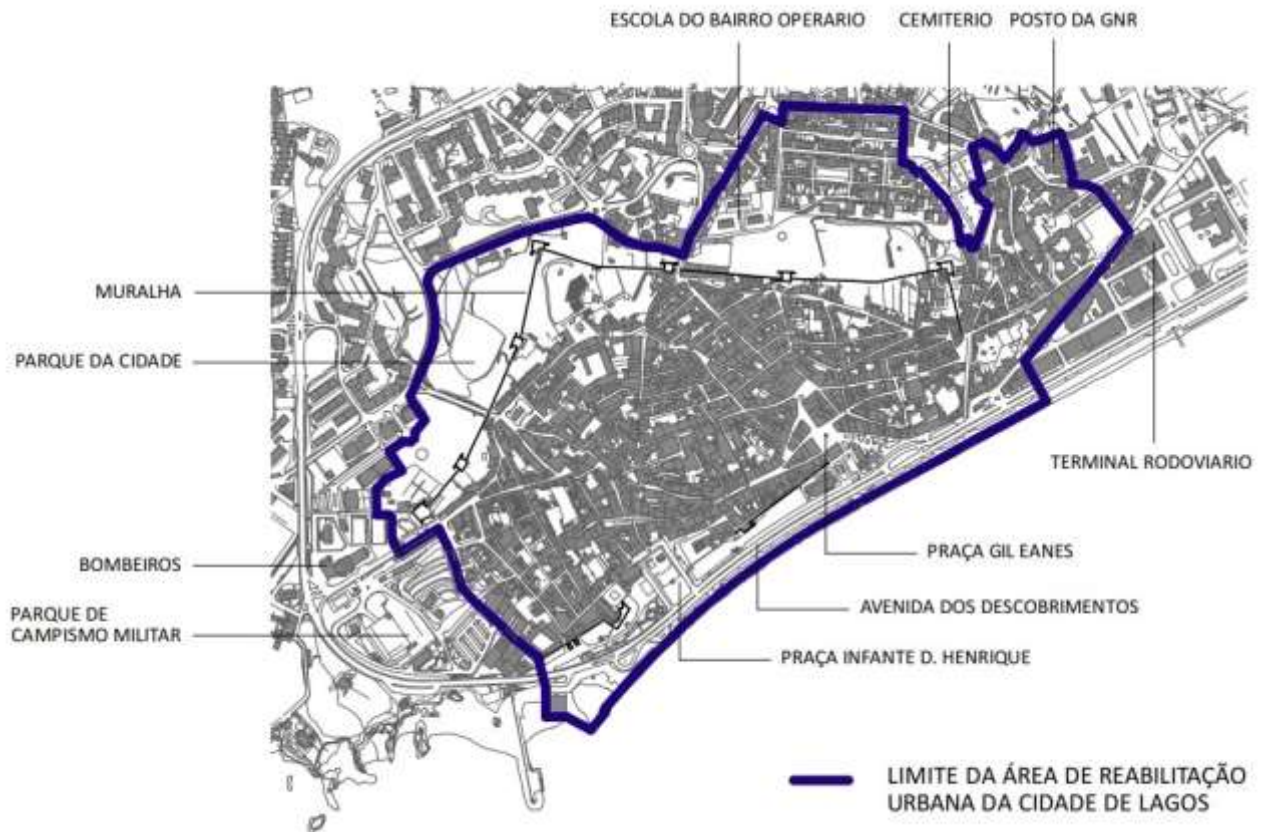 ESCOLA DO BAIRRO OPERARIO
CEMITERIO
POSTO DA GNR
MURALHA
PARQUE DA CIDADE
TERMINAL RODOVIARIO
BOMBEIROS
PRAÇA GIL EANES
PARQUE DE
CAMPISMO MILITAR
AVENIDA DOS DESCOBRIMENTOS
PRAÇA INFANTE D. HENRIQUE
LIMITE DA ÁREA DE REABILITAÇÃO
URBANA DA CIDADE DE LAGOS